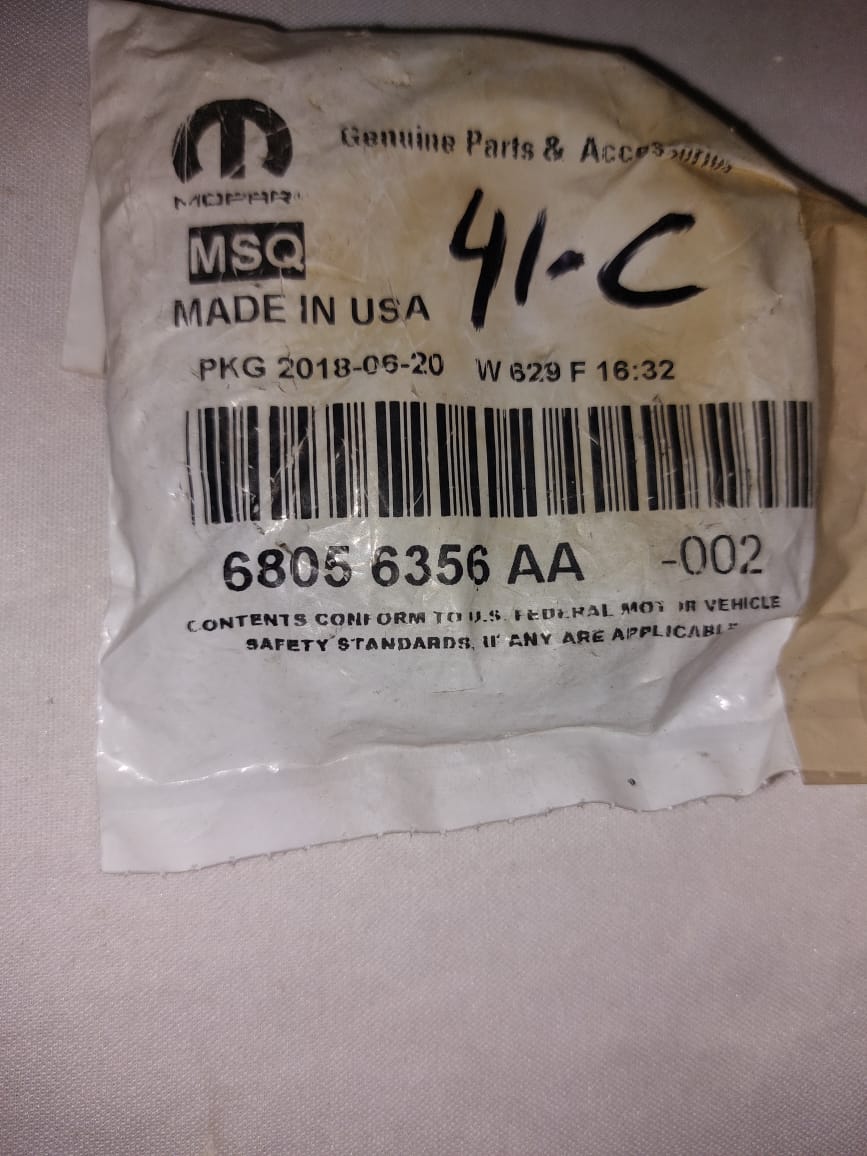 Genuine Parts & Accessories
MOPAR
MSQ
41-C
MADE IN USA
PKG 2018-06-20 W 629 F 16:32
6805 6356 AA -002
CONTENTS CONFORM TO U.S. FEDERAL MOTOR VEHICLE
SAFETY STANDARDS, IF ANY ARE APPLICABLE